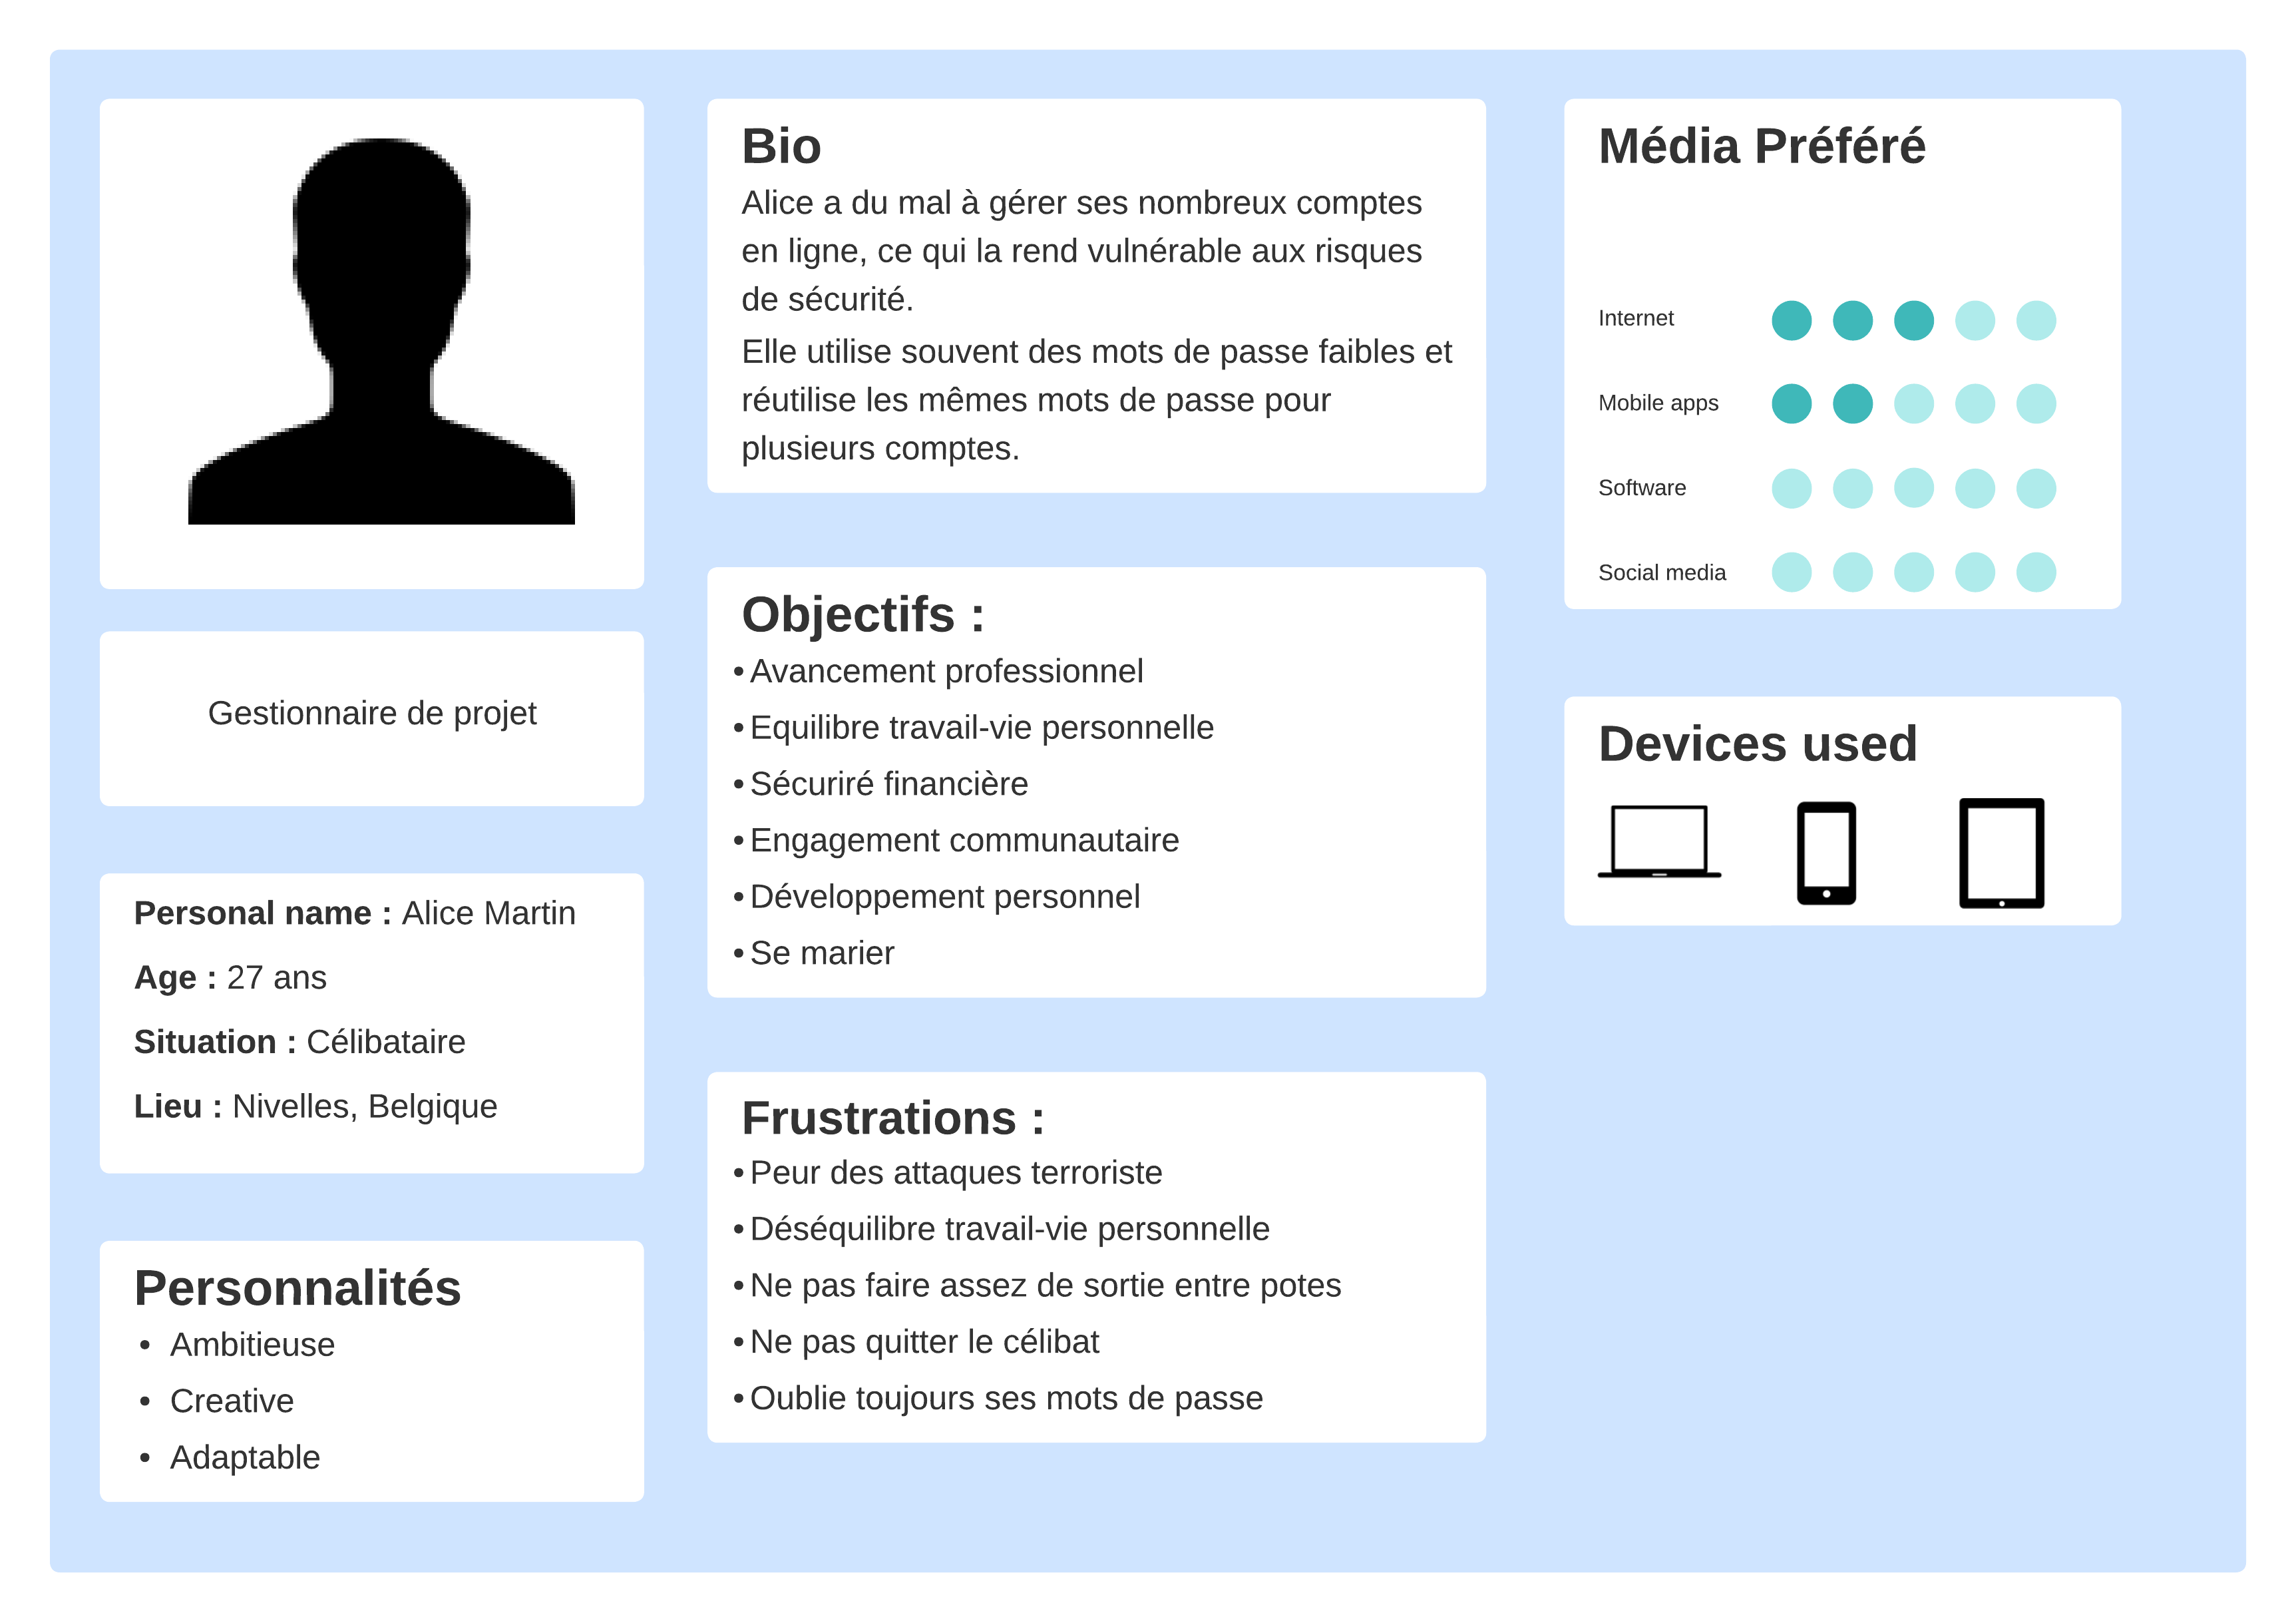 Gestionnaire de projet
Personal name : Alice Martin
Age : 27 ans
Situation : Célibataire
Lieu : Nivelles, Belgique
Personnalités
• Ambitieuse
• Creative
• Adaptable
Bio
Alice a du mal à gérer ses nombreux comptes
en ligne, ce qui la rend vulnérable aux risques
de sécurité.
Elle utilise souvent des mots de passe faibles et
réutilise les mêmes mots de passe pour
plusieurs comptes.
Objectifs :
• Avancement professionnel
• Equilibre travail-vie personnelle
• Sécuriré financière
• Engagement communautaire
• Développement personnel
• Se marier
Frustrations :
• Peur des attaques terroriste
• Déséquilibre travail-vie personnelle
• Ne pas faire assez de sortie entre potes
• Ne pas quitter le célibat
• Oublie toujours ses mots de passe
Média Préféré
Internet
Mobile apps
Software
Social media
Devices used